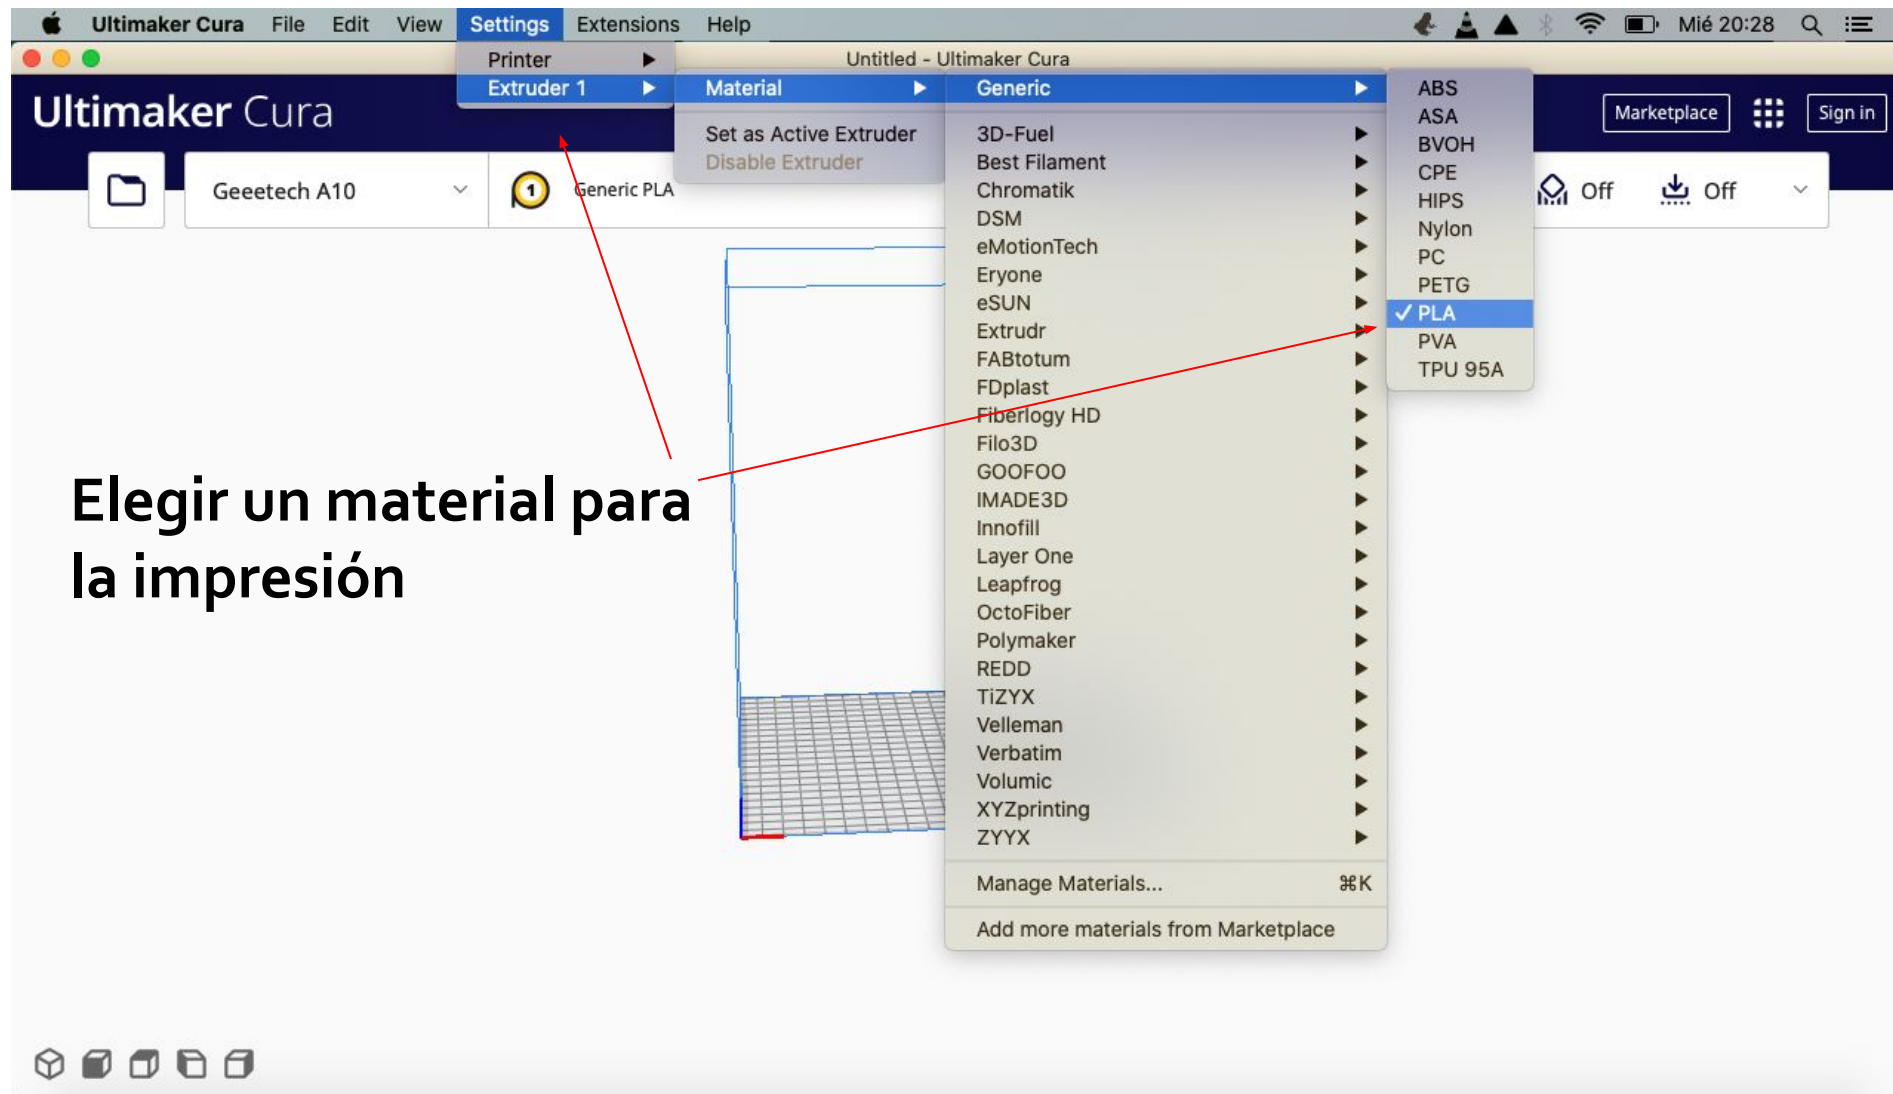 Ultimaker Cura File Edit View Settings Extensions Help Mié 20:28
Untitled - Ultimaker Cura
Ultimaker Cura
Marketplace
Sign in
Geeetech A10
1
Generic PLA
Off
Off
Printer
Extruder 1
Material
Set as Active Extruder
Disable Extruder
Generic
3D-Fuel
Best Filament
Chromatik
DSM
eMotionTech
Eryone
eSUN
Extrudr
FABtotum
FDplast
Fiberlogy HD
Filo3D
GOOFOO
IMADE3D
Innofill
Layer One
Leapfrog
OctoFiber
Polymaker
REDD
TiZYX
Velleman
Verbatim
Volumic
XYZprinting
ZYYX
Manage Materials... ⌘K
Add more materials from Marketplace
ABS
ASA
BVOH
CPE
HIPS
Nylon
PC
PETG
✓ PLA
PVA
TPU 95A
Elegir un material para
la impresión